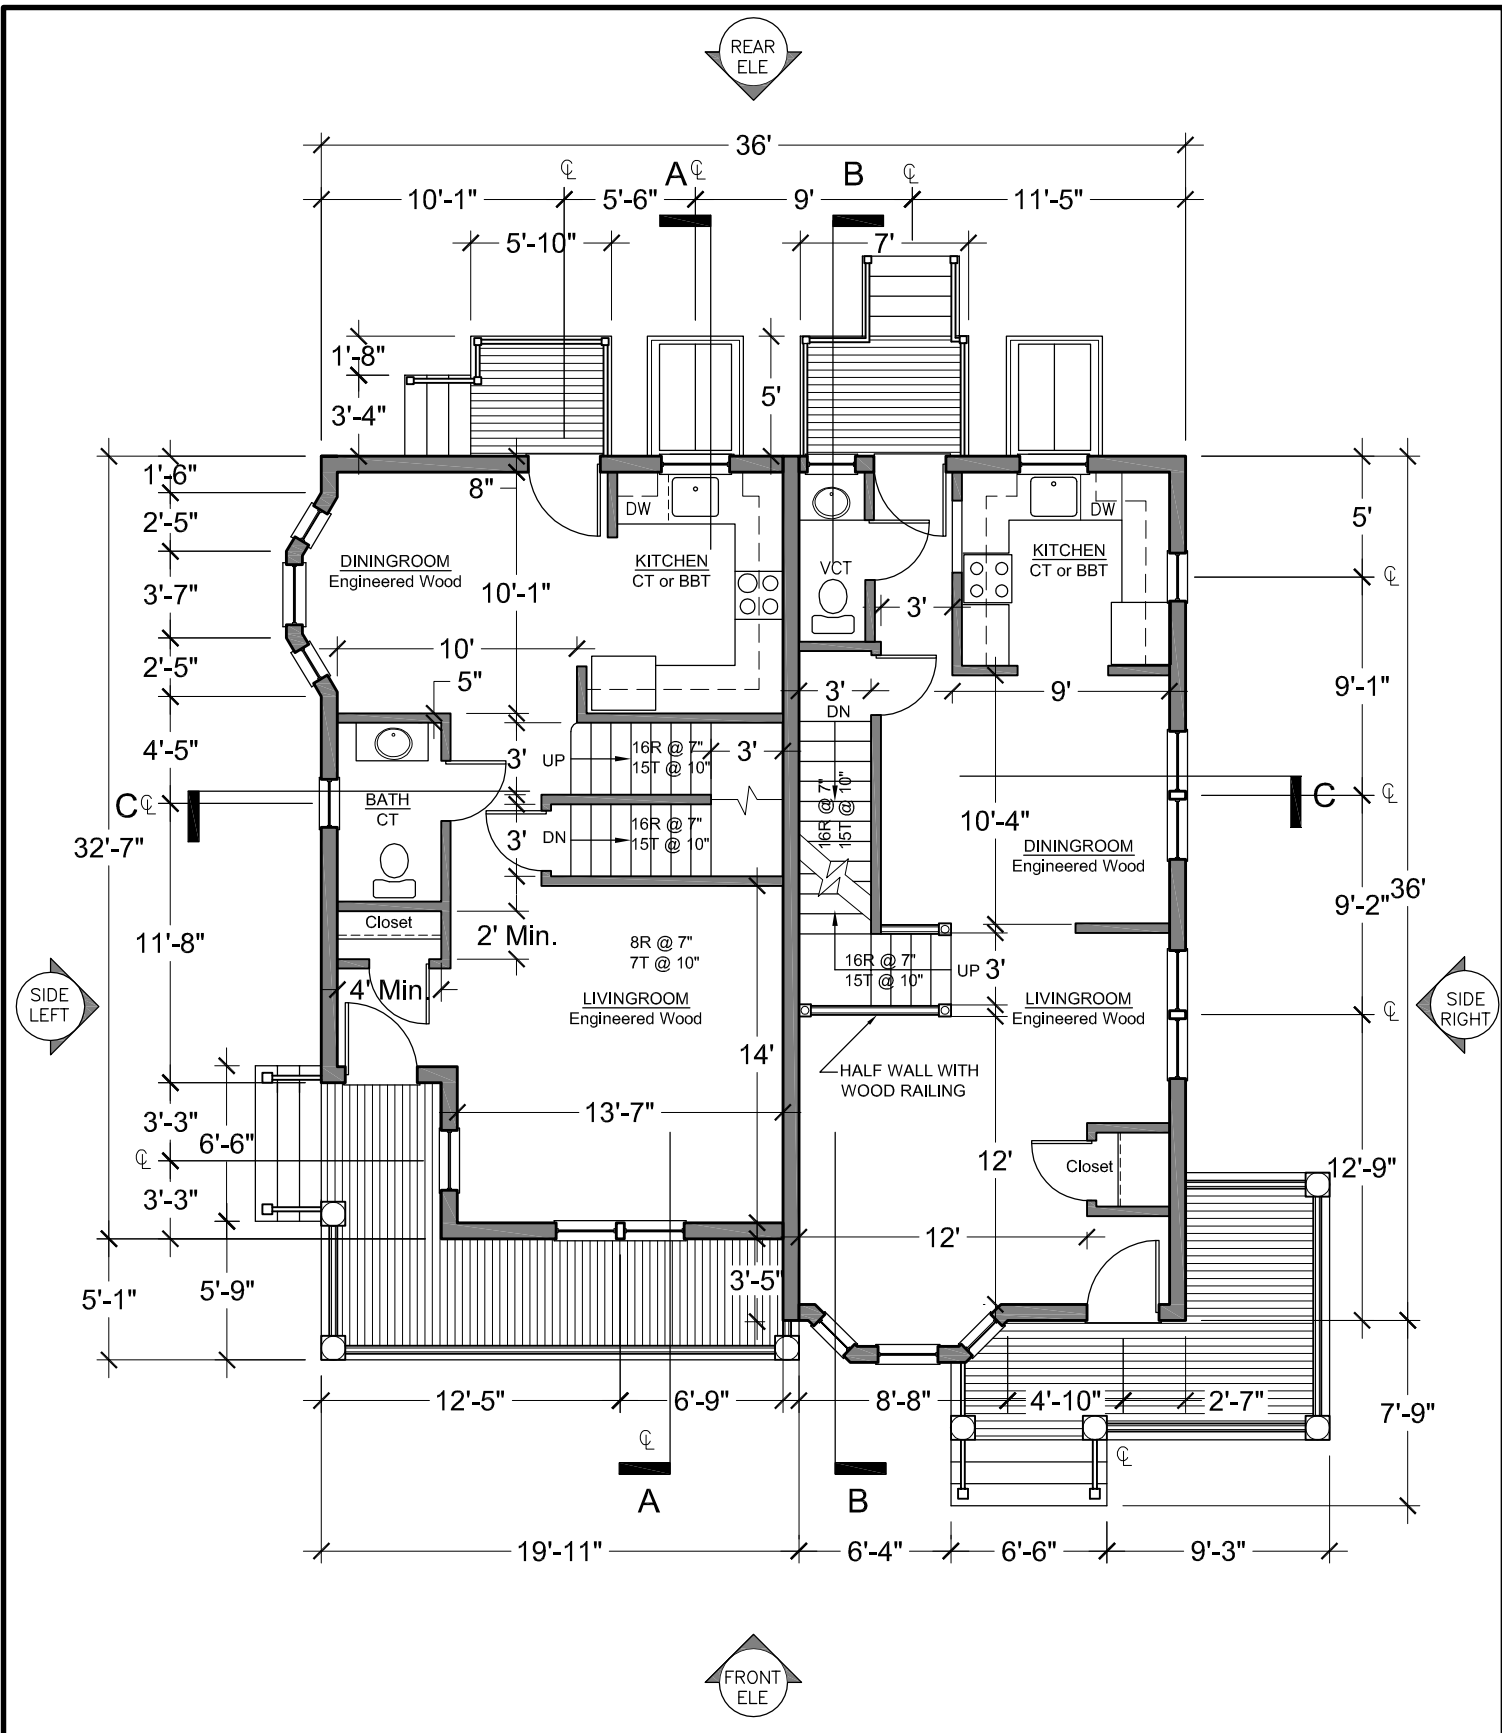 REAR
ELE
36'
A
B
10'-1"
5'-6"
9'
11'-5"
5'-10"
7'
1'-8"
3'-4"
5'
1'-6"
2'-5"
3'-7"
2'-5"
4'-5"
8"
DW
DW
DININGROOM
Engineered Wood
KITCHEN
CT or BBT
VCT
KITCHEN
CT or BBT
5'
10'-1"
3'
10'
5"
3'
9'
9'-1"
DN
3'
UP
16R @ 7"
15T @ 10"
3'
C
BATH
CT
16R @ 7"
15T @ 10"
C
32'-7"
3'
DN
16R @ 7"
15T @ 10"
10'-4"
DININGROOM
Engineered Wood
9'-2"
36'
Closet
11'-8"
2' Min.
8R @ 7"
7T @ 10"
16R @ 7"
15T @ 10"
UP
3'
4' Min.
SIDE
LEFT
LIVINGROOM
Engineered Wood
LIVINGROOM
Engineered Wood
SIDE
RIGHT
14'
HALF WALL WITH
WOOD RAILING
3'-3"
6'-6"
13'-7"
3'-3"
12'
Closet
12'-9"
12'
5'-1"
5'-9"
3'-5"
12'-5"
6'-9"
8'-8"
4'-10"
2'-7"
7'-9"
A
B
19'-11"
6'-4"
6'-6"
9'-3"
FRONT
ELE